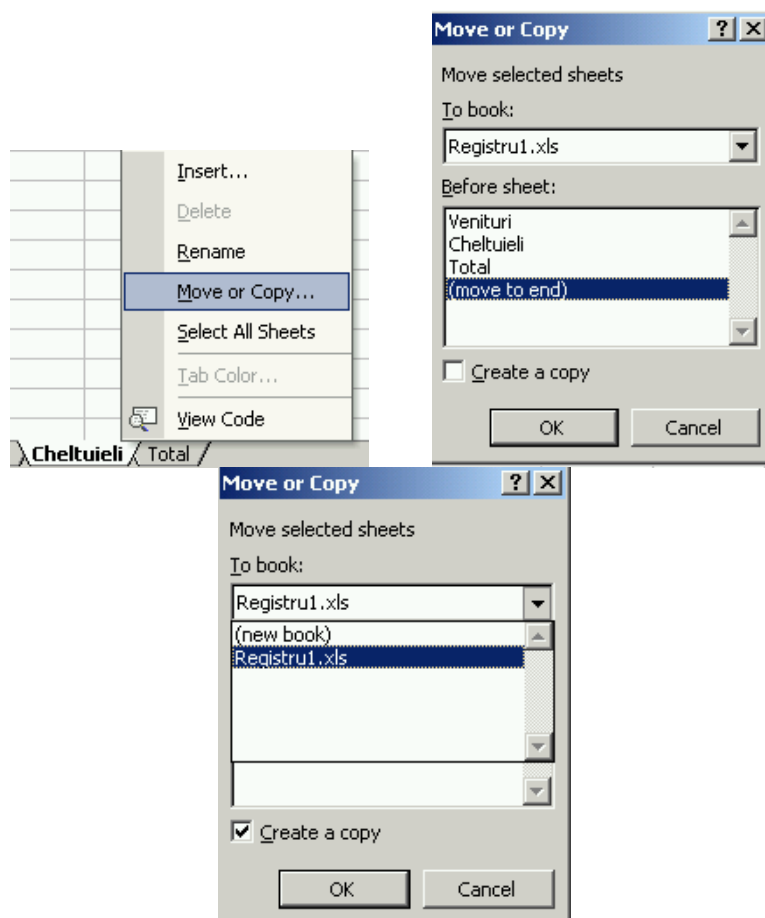 Insert...
Delete
Rename
Move or Copy...
Select All Sheets
Tab Color...
View Code
Cheltuieli / Total /
Move or Copy
Move selected sheets
To book:
Registru1.xls
Before sheet:
Venituri
Cheltuieli
Total
(move to end)
Create a copy
OK Cancel
Move or Copy
Move selected sheets
To book:
Registru1.xls
(new book)
Registru1.xls
Create a copy
OK Cancel